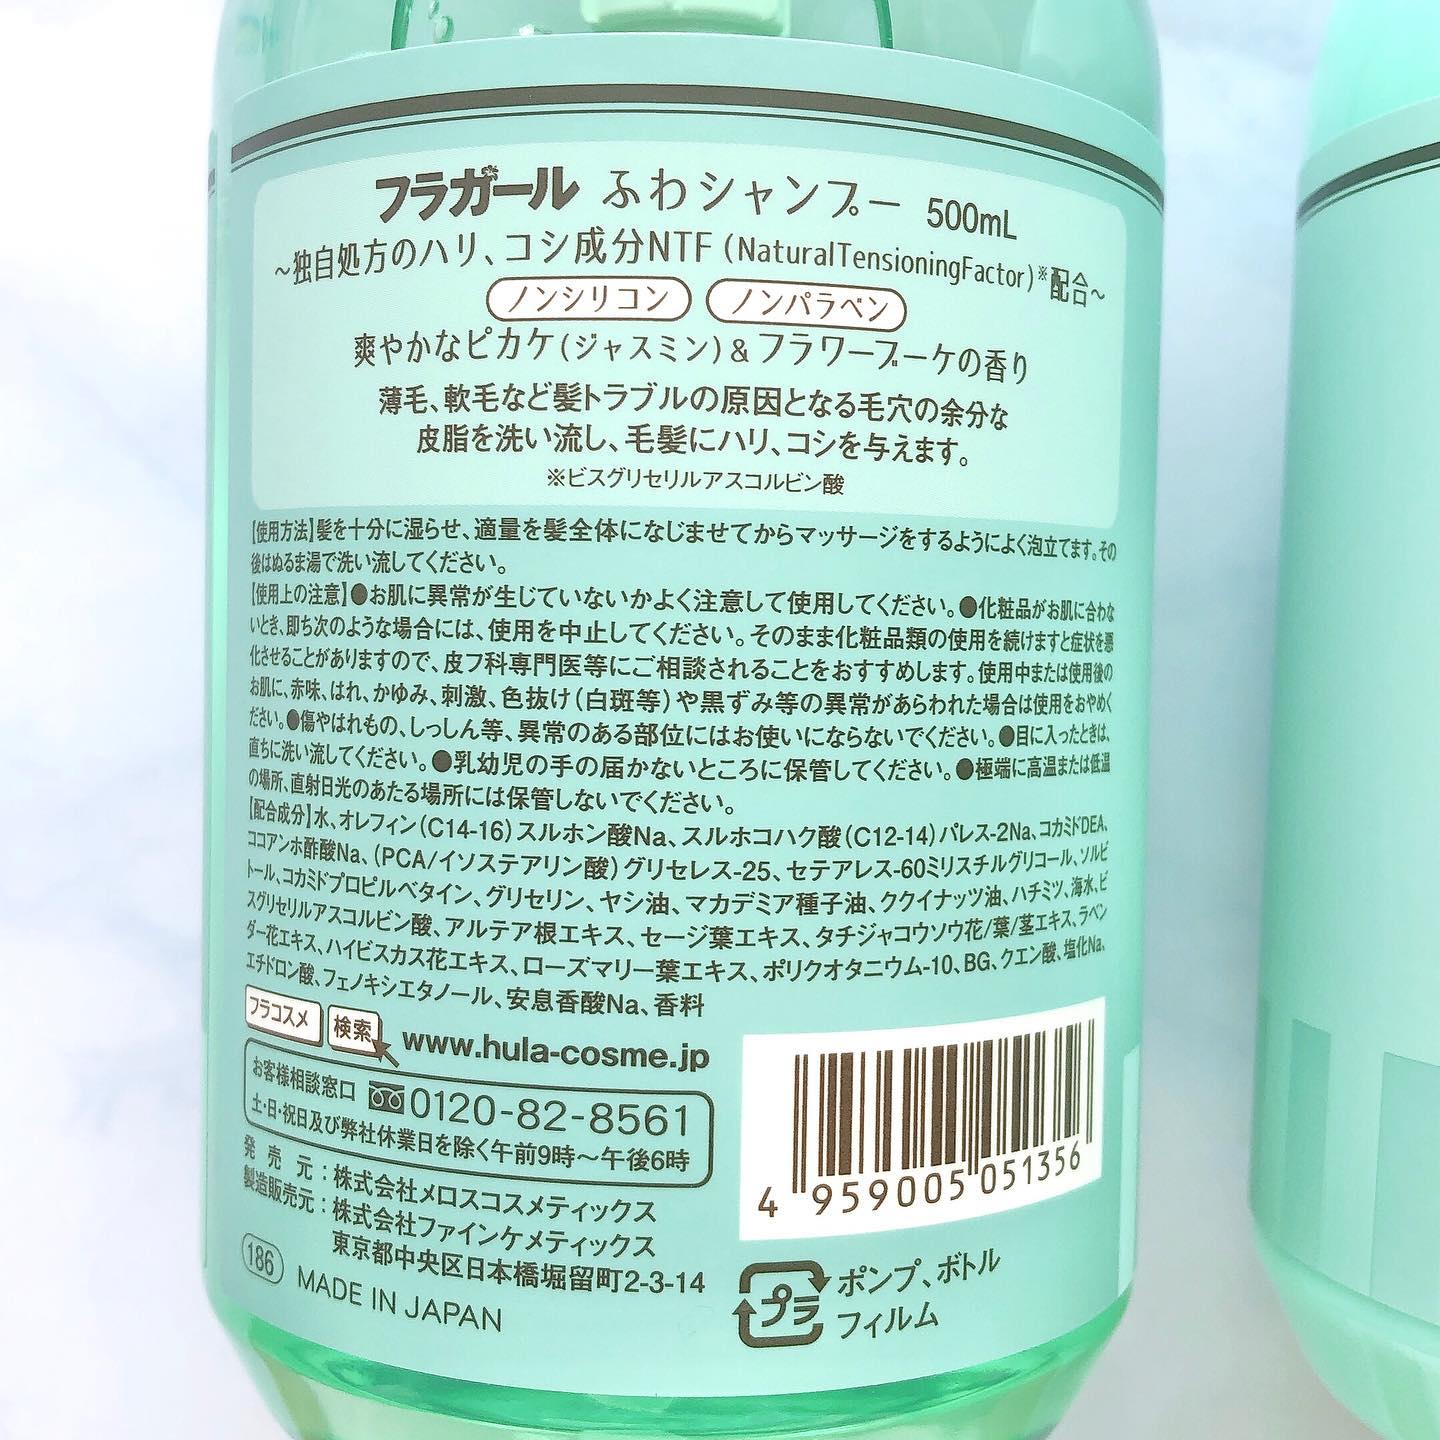 フラガール ふわシャンプー 500mL
~独自処方のハリ、コシ成分NTF(NaturalTensioningFactor)※配合~
ノンシリコン ノンパラベン
爽やかなピカケ(ジャスミン)&フラワーブーケの香り
薄毛、軟毛など髪トラブルの原因となる毛穴の余分な
皮脂を洗い流し、毛髪にハリ、コシを与えます。
※ビスグリセリルアスコルビン酸
【使用方法】髪を十分に湿らせ、適量を髪全体になじませてからマッサージをするようによく泡立てます。その
後はぬるま湯で洗い流してください。
【使用上の注意】●お肌に異常が生じていないかよく注意して使用してください。●化粧品がお肌に合わな
いとき、即ち次のような場合には、使用を中止してください。そのまま化粧品類の使用を続けますと症状を悪
化させることがありますので、皮フ科専門医等にご相談されることをおすすめします。使用中または使用後の
お肌に、赤味、はれ、かゆみ、刺激、色抜け(白斑等)や黒ずみ等の異常があらわれた場合は使用をおやめく
ださい。●傷やはれもの、しっしん等、異常のある部位にはお使いにならないでください。●目に入ったときは、
直ちに洗い流してください。●乳幼児の手の届かないところに保管してください。●極端に高温または低温
の場所、直射日光のあたる場所には保管しないでください。
【配合成分】水、オレフィン(C14-16)スルホン酸Na、スルホコハク酸(C12-14)パレス-2Na、コカミドDEA、
ココアンホ酢酸Na、(PCA/イソステアリン酸)グリセレス-25、セテアレス-60ミリスチルグリコール、ソルビ
トール、コカミドプロピルベタイン、グリセリン、ヤシ油、マカデミア種子油、ククイナッツ油、ハチミツ、海水、ビ
スグリセリルアスコルビン酸、アルテア根エキス、セージ葉エキス、タチジャコウソウ花/葉/茎エキス、ラベン
ダー花エキス、ハイビスカス花エキス、ローズマリー葉エキス、ポリクオタニウム-10、BG、クエン酸、塩化Na、
エチドロン酸、フェノキシエタノール、安息香酸Na、香料
フラコスメ 検索 www.hula-cosme.jp
お客様相談窓口 0120-82-8561
土・日・祝日及び弊社休業日を除く午前9時～午後6時
発売元:株式会社メロスコスメティックス
製造販売元:株式会社ファインケメティックス
東京都中央区日本橋堀留町2-3-14
186 MADE IN JAPAN
4 959005 051356
プラ ポンプ、ボトル
フィルム